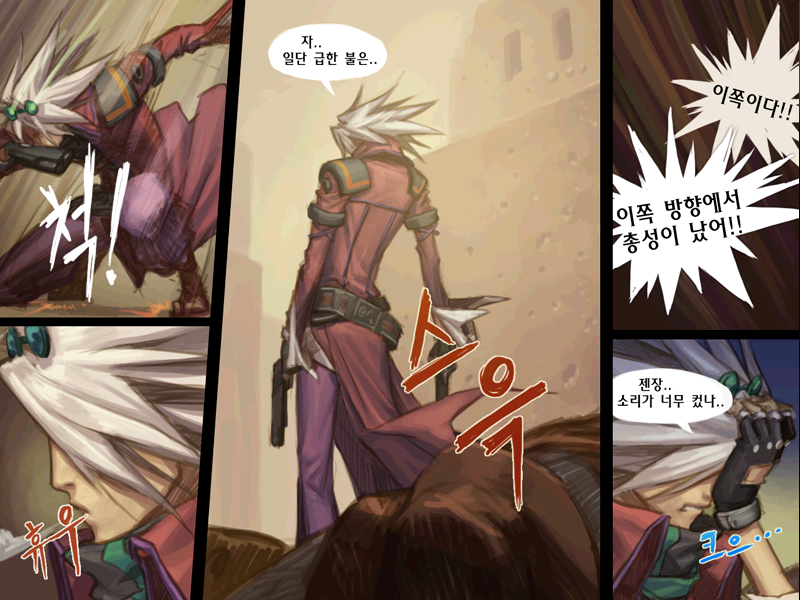 척!
휴우
자..
일단 급한 불은..
스윽
이쪽이다!!
이쪽 방향에서
총성이 났어!!
젠장..
소리가 너무 컸나..
크으...